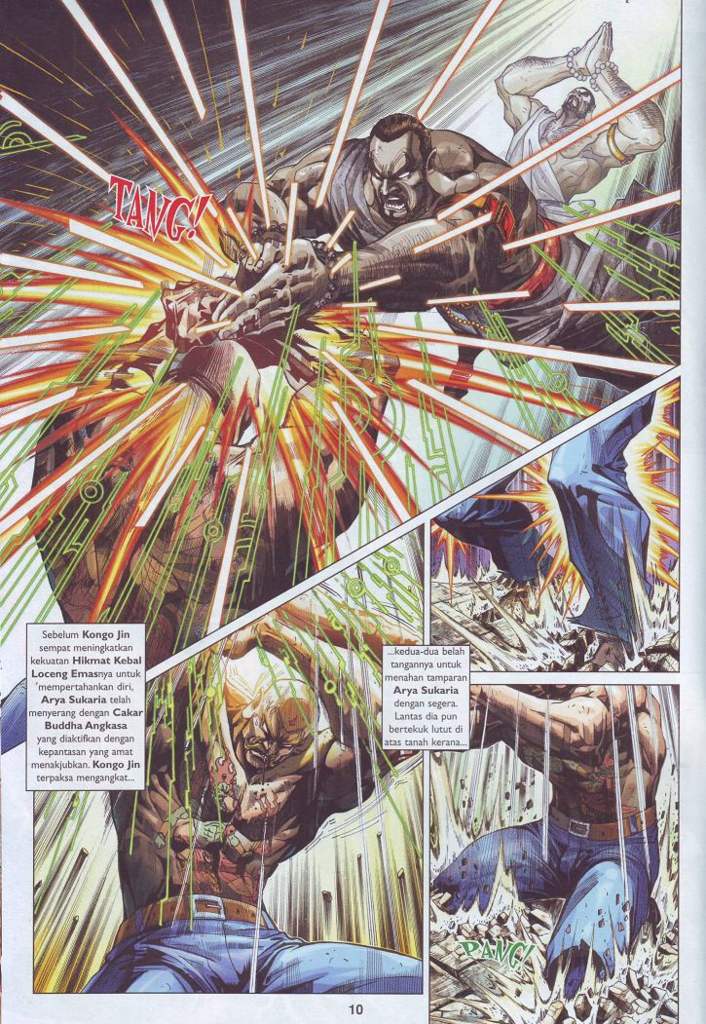 TANG!
Sebelum Kongo Jin
sempat meningkatkan
kekuatan Hikmat Kebal
Loceng Emasnya untuk
mempertahankan diri,
Arya Sukaria telah
menyerang dengan Cakar
Buddha Angkasa
yang diaktifkan dengan
kepantasan yang amat
menakjubkan. Kongo Jin
terpaksa mengangkat...
...kedua-dua belah
tangannya untuk
menahan tamparan
Arya Sukaria
dengan segera.
Lantas dia pun
bertekuk lutut di
atas tanah kerana...
PANG!
10